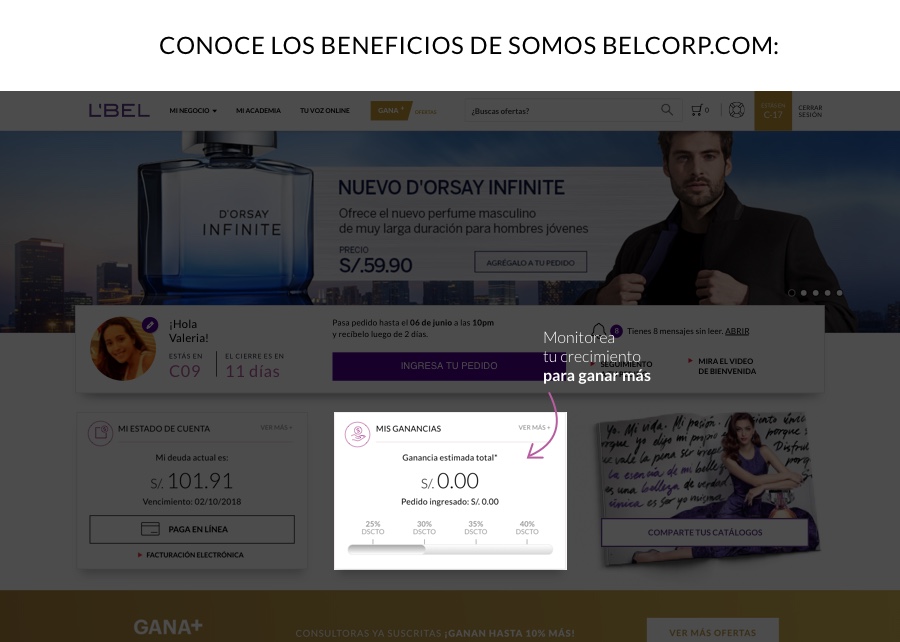 CONOCE LOS BENEFICIOS DE SOMOS BELCORP.COM:
L'BEL
MI NEGOCIO
MI ACADEMIA
TU VOZ ONLINE
GANA+
¿Buscas ofertas?
0
C-17
CERRAR
SESIÓN
D'ORSAY
INFINITE
NUEVO D'ORSAY INFINITE
Ofrece el nuevo perfume masculino
de muy larga duración para hombres jóvenes
PRECIO
S/.59.90
AGRÉGALO A TU PEDIDO
¡Hola
Valeria!
ESTÁS EN
C09
EL CIERRE ES EN
11 días
Pasa pedido hasta el 06 de junio a las 10pm
y recíbelo luego de 2 días.
INGRESA TU PEDIDO
8
Tienes 8 mensajes sin leer. ABRIR
SEGUIMIENTO
MIRA EL VIDEO
DE BIENVENIDA
Monitorea
tu crecimiento
para ganar más
MI ESTADO DE CUENTA
VER MÁS +
Mi deuda actual es:
S/. 101.91
Vencimiento: 02/10/2018
PAGA EN LÍNEA
FACTURACIÓN ELECTRÓNICA
MIS GANANCIAS
VER MÁS +
Ganancia estimada total*
S/. 0.00
Pedido ingresado: S/. 0.00
25%
DSCTO
30%
DSCTO
35%
DSCTO
40%
DSCTO
COMPARTE TUS CATÁLOGOS
GANA+
CONSULTORAS YA SUSCRITAS ¡GANAN HASTA 10% MÁS!
VER MÁS OFERTAS